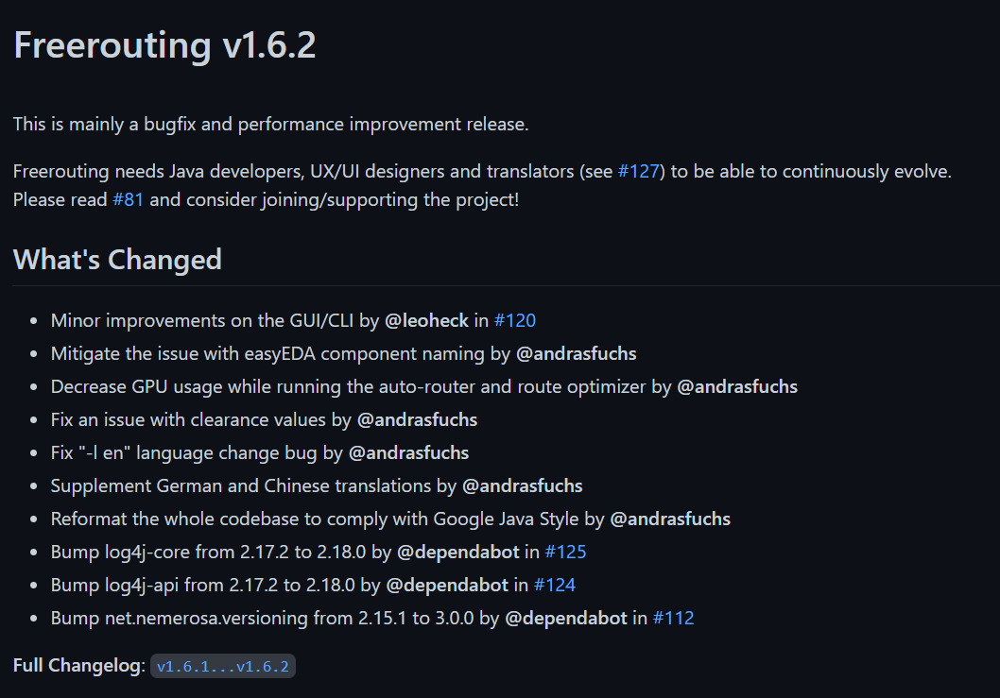 Freerouting v1.6.2
This is mainly a bugfix and performance improvement release.
Freerouting needs Java developers, UX/UI designers and translators (see #127) to be able to continuously evolve.
Please read #81 and consider joining/supporting the project!
What's Changed
• Minor improvements on the GUI/CLI by @leoheck in #120
• Mitigate the issue with easyEDA component naming by @andrasfuchs
• Decrease GPU usage while running the auto-router and route optimizer by @andrasfuchs
• Fix an issue with clearance values by @andrasfuchs
• Fix "-l en" language change bug by @andrasfuchs
• Supplement German and Chinese translations by @andrasfuchs
• Reformat the whole codebase to comply with Google Java Style by @andrasfuchs
• Bump log4j-core from 2.17.2 to 2.18.0 by @dependabot in #125
• Bump log4j-api from 2.17.2 to 2.18.0 by @dependabot in #124
• Bump net.nemerosa.versioning from 2.15.1 to 3.0.0 by @dependabot in #112
Full Changelog: v1.6.1...v1.6.2